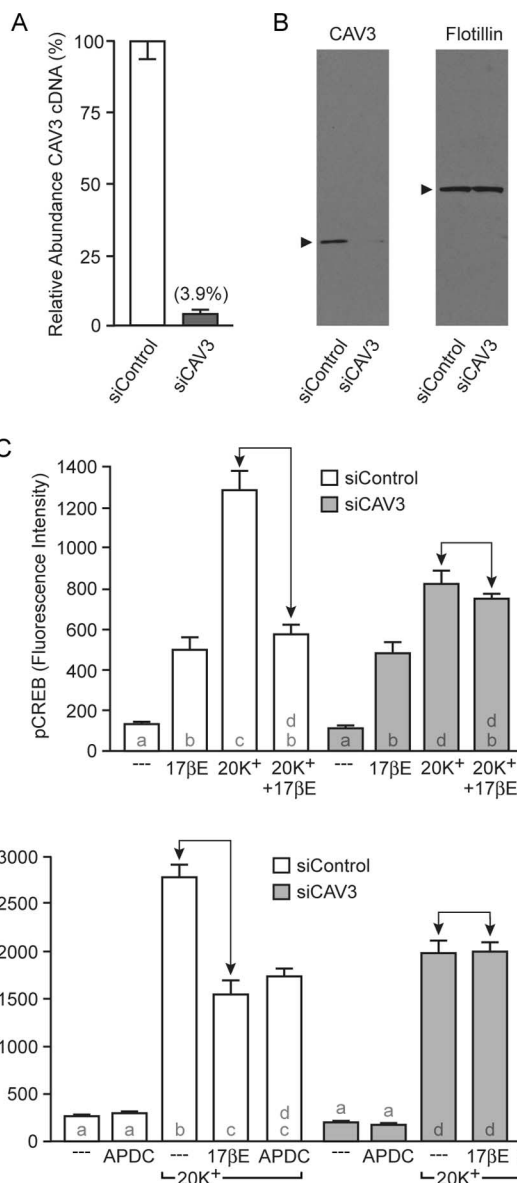 A
Relative Abundance CAV3 cDNA (%)
100
75
50
25
0
(3.9%)
siControl
siCAV3
B
CAV3
Flotillin
siControl
siCAV3
siControl
siCAV3
C
pCREB (Fluorescence Intensity)
1400
1200
1000
800
600
400
200
0
siControl
siCAV3
a
b
c
d
b
a
b
d
d
b
---
17βE
20K⁺
20K⁺
+17βE
---
17βE
20K⁺
20K⁺
+17βE
3000
2500
2000
1500
1000
500
0
siControl
siCAV3
a
a
b
c
d
c
a
a
d
d
---
APDC
---
17βE
APDC
20K⁺
---
APDC
---
17βE
20K⁺